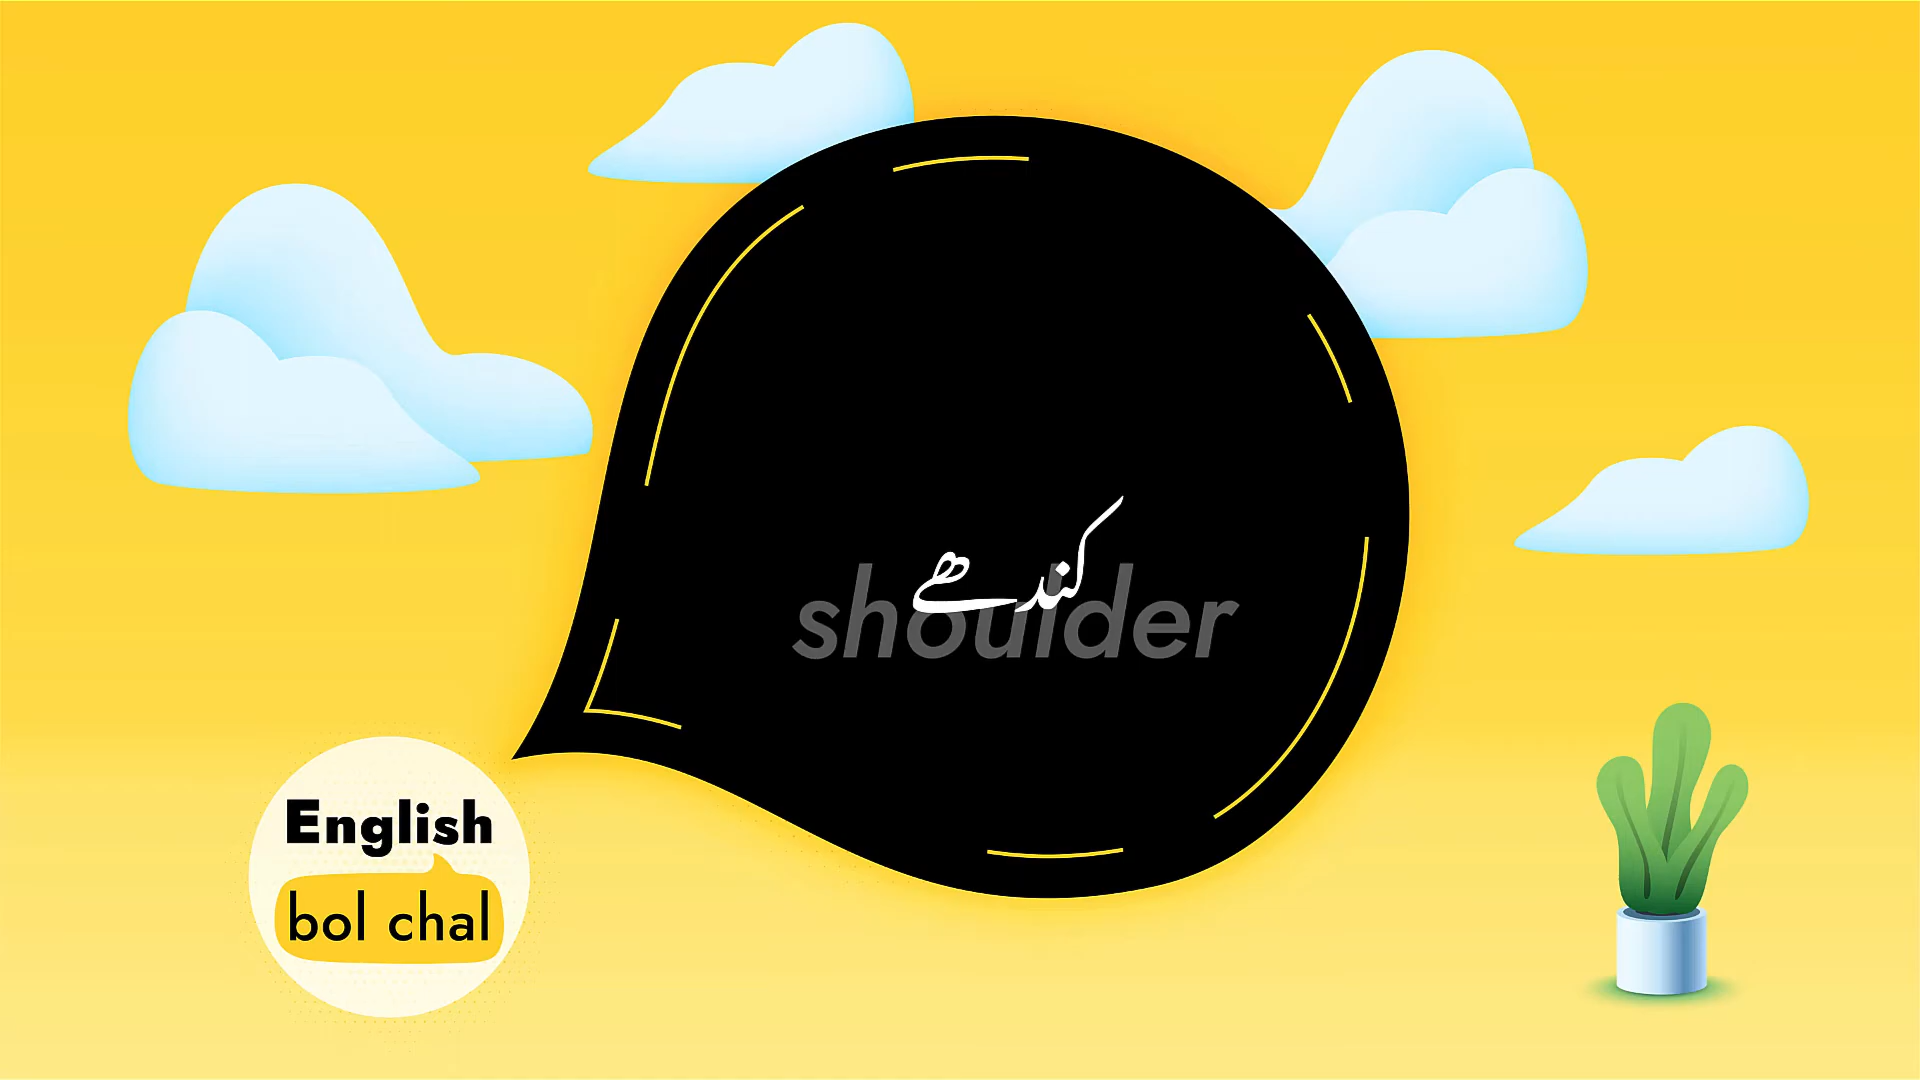 کندھے
shoulder
English
bol chal